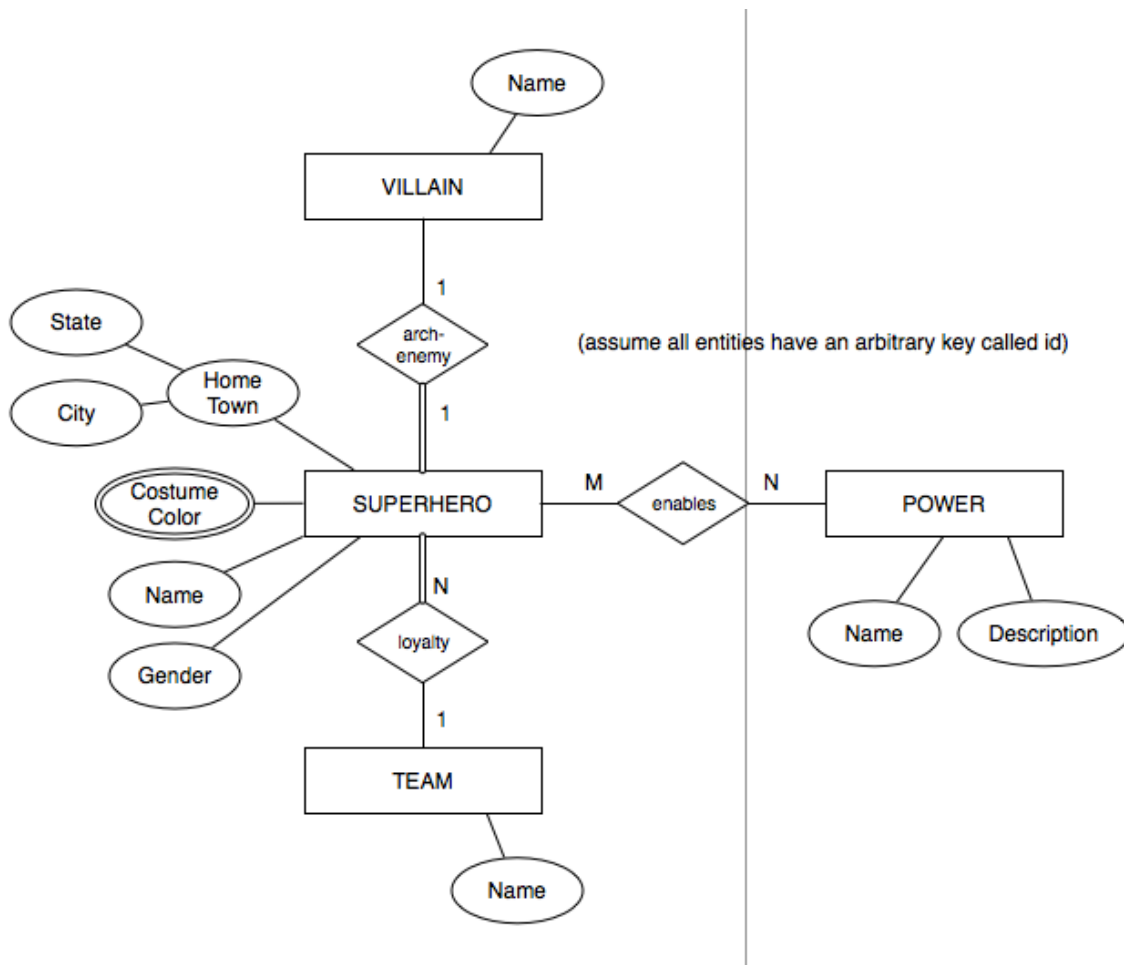 Name
VILLAIN
1
State
arch-
enemy
(assume all entities have an arbitrary key called id)
Home
Town
City
1
Costume
Color
SUPERHERO
M
enables
N
POWER
Name
N
loyalty
Name
Description
Gender
1
TEAM
Name